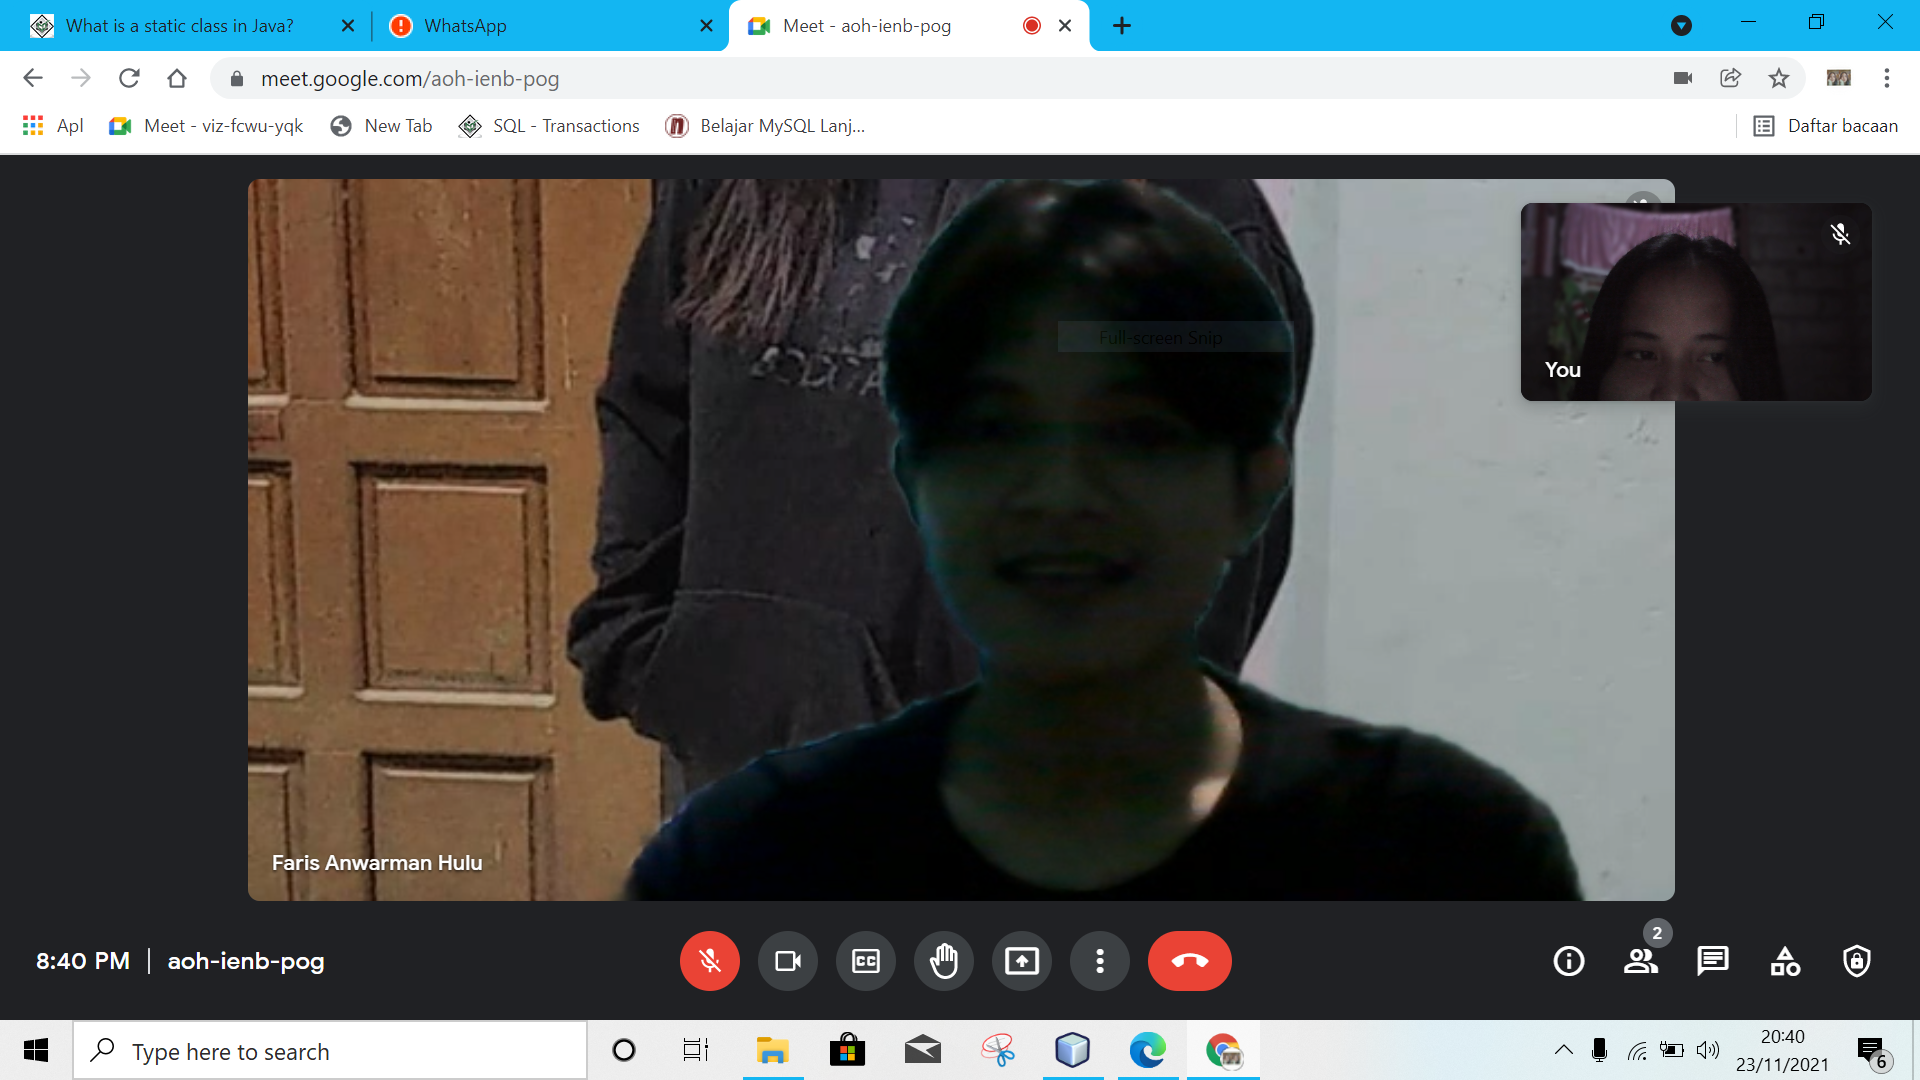 What is a static class in Java?
WhatsApp
Meet - aoh-ienb-pog
meet.google.com/aoh-ienb-pog
Apl
Meet - viz-fcwu-yqk
New Tab
SQL - Transactions
Belajar MySQL Lanj...
Daftar bacaan
Full-screen Snip
You
Faris Anwarman Hulu
8:40 PM | aoh-ienb-pog
CC
2
Type here to search
20:40
23/11/2021
6